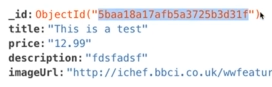 _id: ObjectId("5baa18a17afb5a3725b3d31f")
title: "This is a test"
price: "12.99"
description: "fdsfadsf"
imageUrl: "http://ichef.bbci.co.uk/wwfeatur